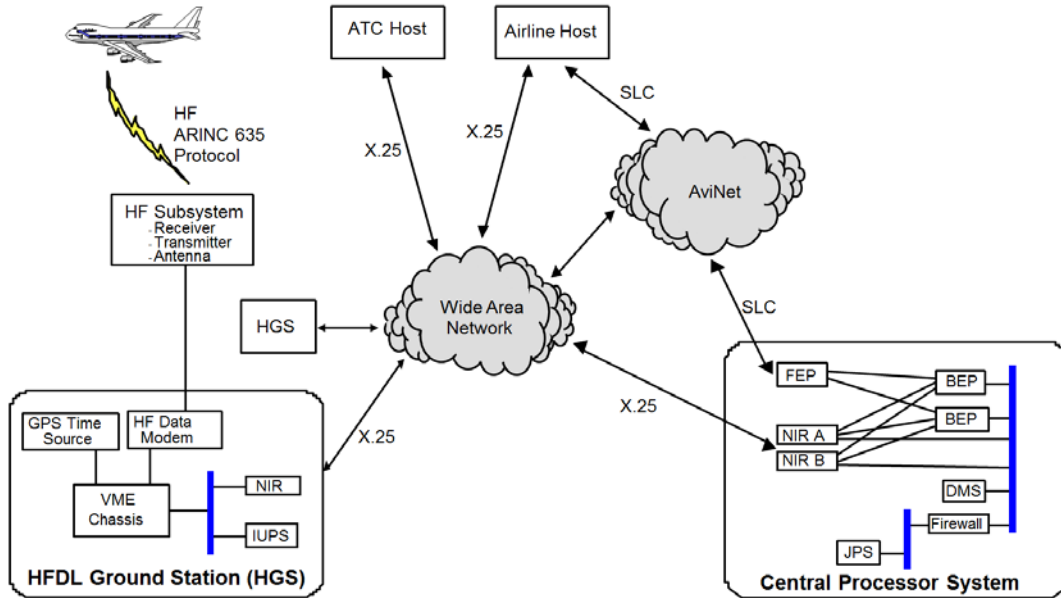 ATC Host
Airline Host
SLC
HF
ARINC 635
Protocol
X.25
X.25
AviNet
HF Subsystem
-Receiver
-Transmitter
-Antenna
Wide Area
Network
SLC
HGS
X.25
X.25
GPS Time
Source
HF Data
Modem
VME
Chassis
NIR
IUPS
HFDL Ground Station (HGS)
FEP
BEP
BEP
NIR A
NIR B
DMS
Firewall
JPS
Central Processor System